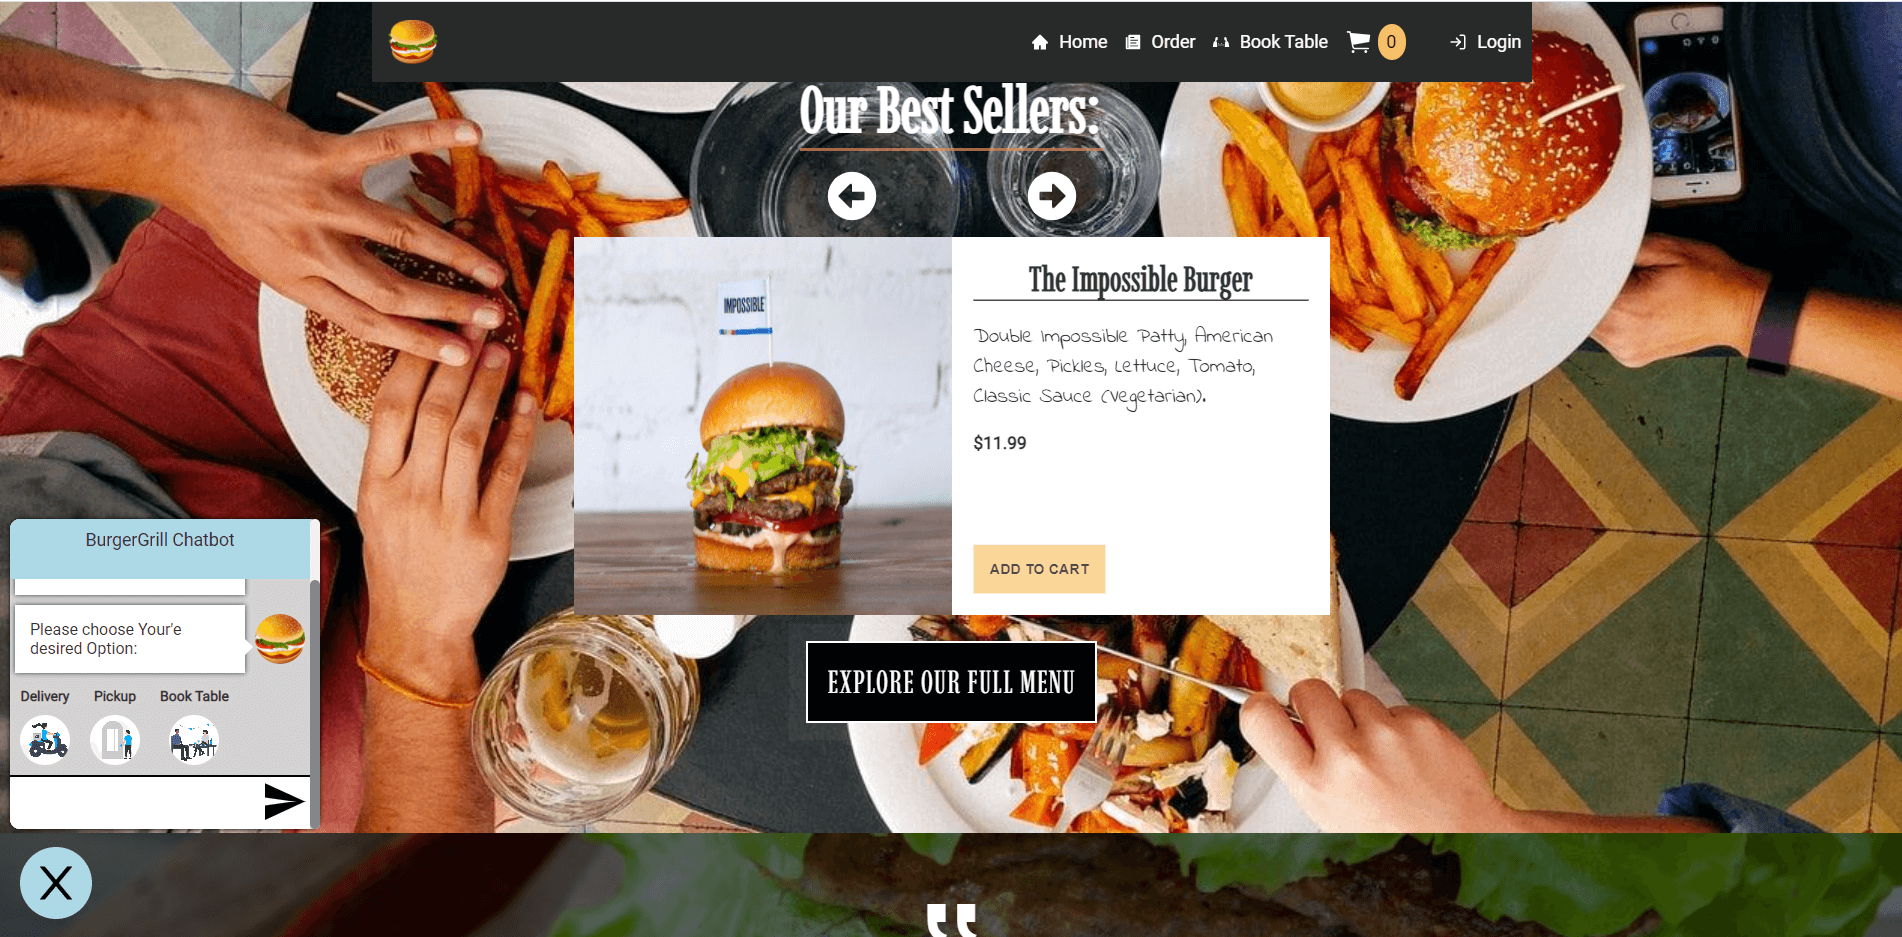 Home
Order
Book Table
0
Login
Our Best Sellers:
IMPOSSIBLE
The Impossible Burger
Double Impossible Patty, American
Cheese, Pickles, Lettuce, Tomato,
Classic Sauce (Vegetarian).
$11.99
ADD TO CART
EXPLORE OUR FULL MENU
BurgerGrill Chatbot
Please choose Your'e
desired Option:
Delivery
Pickup
Book Table
X
"